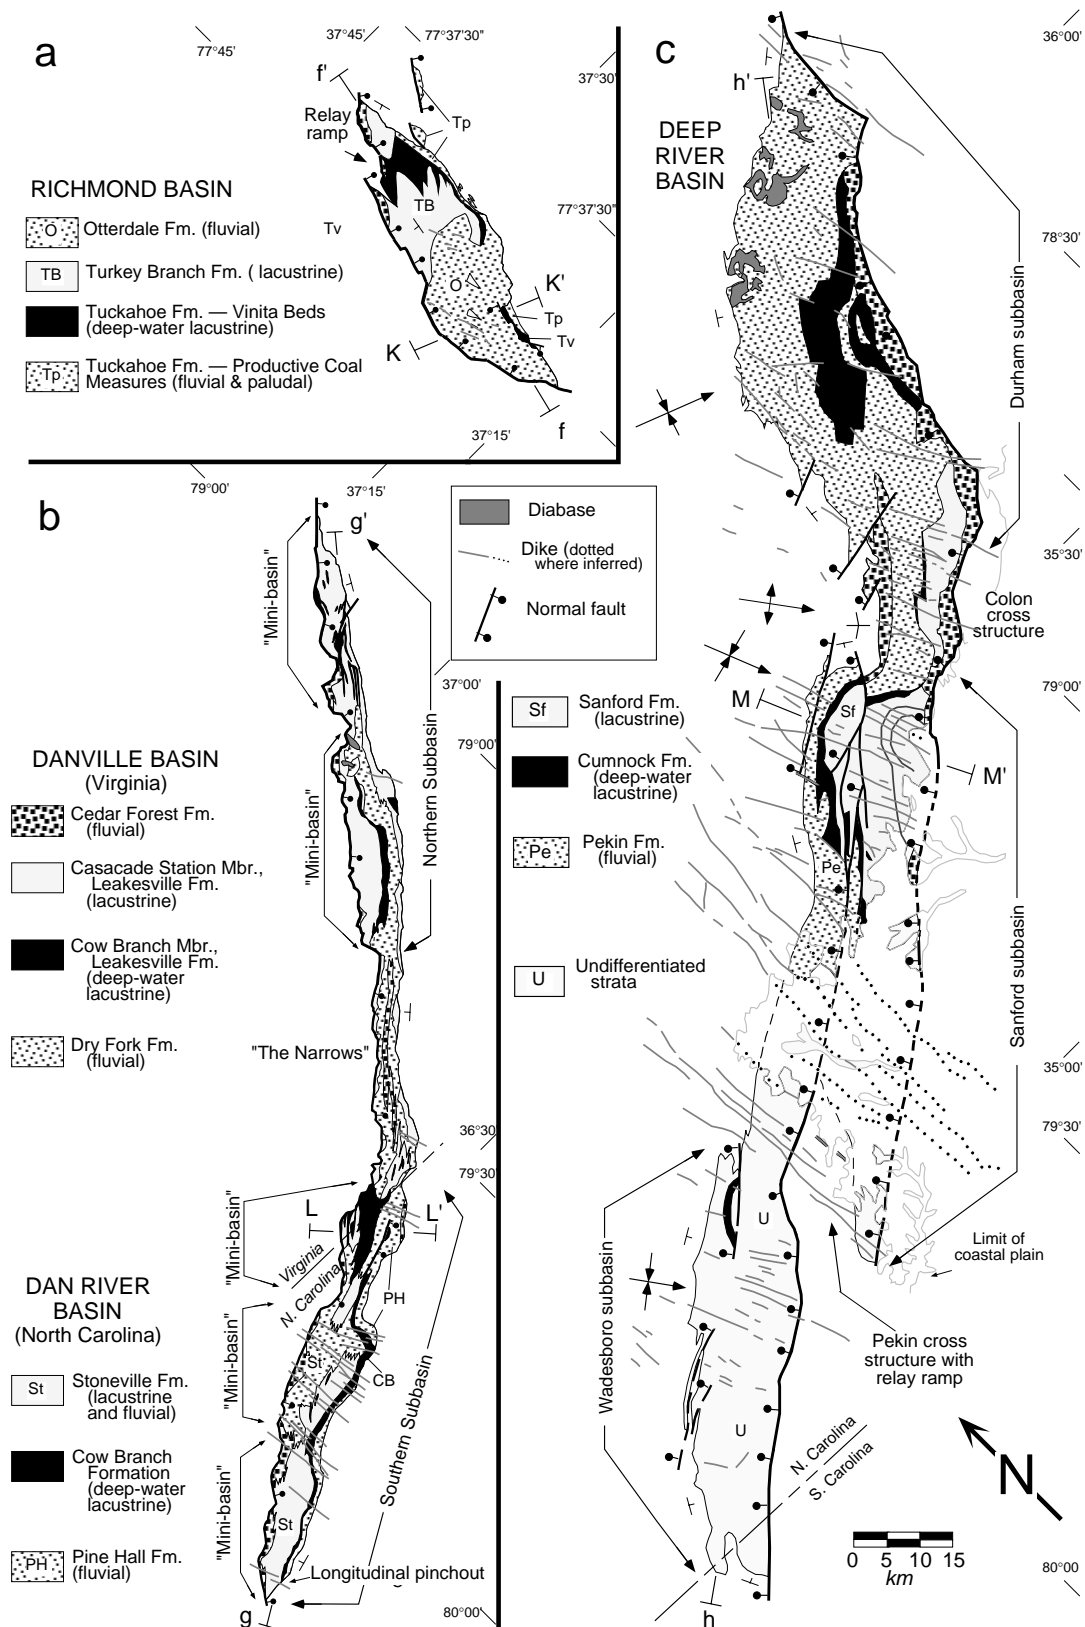 a
77°45'
37°45'
77°37'30"
37°30'
77°37'30"
37°15'
f'
Relay
ramp
Tp
TB
Tv
O
K'
Tp
Tv
K
f
RICHMOND BASIN
O
Otterdale Fm. (fluvial)
TB
Turkey Branch Fm. ( lacustrine)
Tuckahoe Fm. — Vinita Beds
(deep-water lacustrine)
Tp
Tuckahoe Fm. — Productive Coal
Measures (fluvial & paludal)
b
79°00'
37°15'
g'
"Mini-basin"
"Mini-basin"
Northern Subbasin
37°00'
79°00'
DANVILLE BASIN
(Virginia)
Cedar Forest Fm.
(fluvial)
Casacade Station Mbr.,
Leakesville Fm.
(lacustrine)
Cow Branch Mbr.,
Leakesville Fm.
(deep-water
lacustrine)
Dry Fork Fm.
(fluvial)
"The Narrows"
36°30'
79°30'
"Mini-basin"
L
L'
Virginia
N. Carolina
PH
"Mini-basin"
St
CB
Southern Subbasin
"Mini-basin"
St
Longitudinal pinchout
g
80°00'
DAN RIVER
BASIN
(North Carolina)
St
Stoneville Fm.
(lacustrine
and fluvial)
Cow Branch
Formation
(deep-water
lacustrine)
PH
Pine Hall Fm.
(fluvial)
Diabase
Dike (dotted
where inferred)
Normal fault
c
DEEP
RIVER
BASIN
h'
36°00'
78°30'
Durham subbasin
35°30'
Colon
cross
structure
79°00'
M
Sf
M'
Pe
Sf
Sanford Fm.
(lacustrine)
Cumnock Fm.
(deep-water
lacustrine)
Pe
Pekin Fm.
(fluvial)
U
Undifferentiated
strata
Sanford subbasin
35°00'
79°30'
U
Wadesboro subbasin
Limit of
coastal plain
Pekin cross
structure with
relay ramp
U
N. Carolina
S. Carolina
N
0 5 10 15
km
80°00'
h